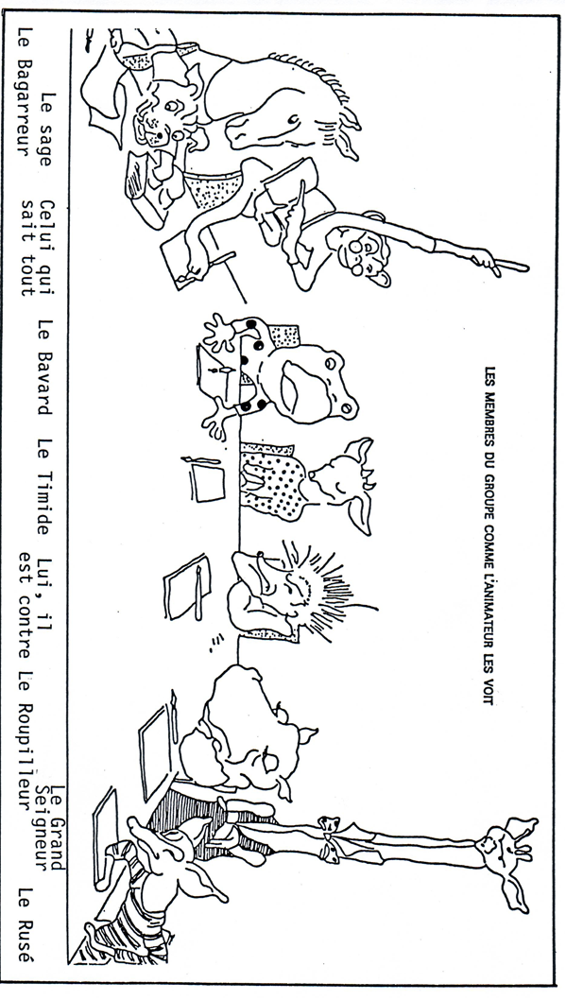 LES MEMBRES DU GROUPE COMME L'ANIMATEUR LES VOIT
Le sage
Le Bagarreur
Celui qui
sait tout
Le Bavard
Le Timide
Lui, il
est contre
Le Roupilleur
Le Grand
Seigneur
Le Rusé